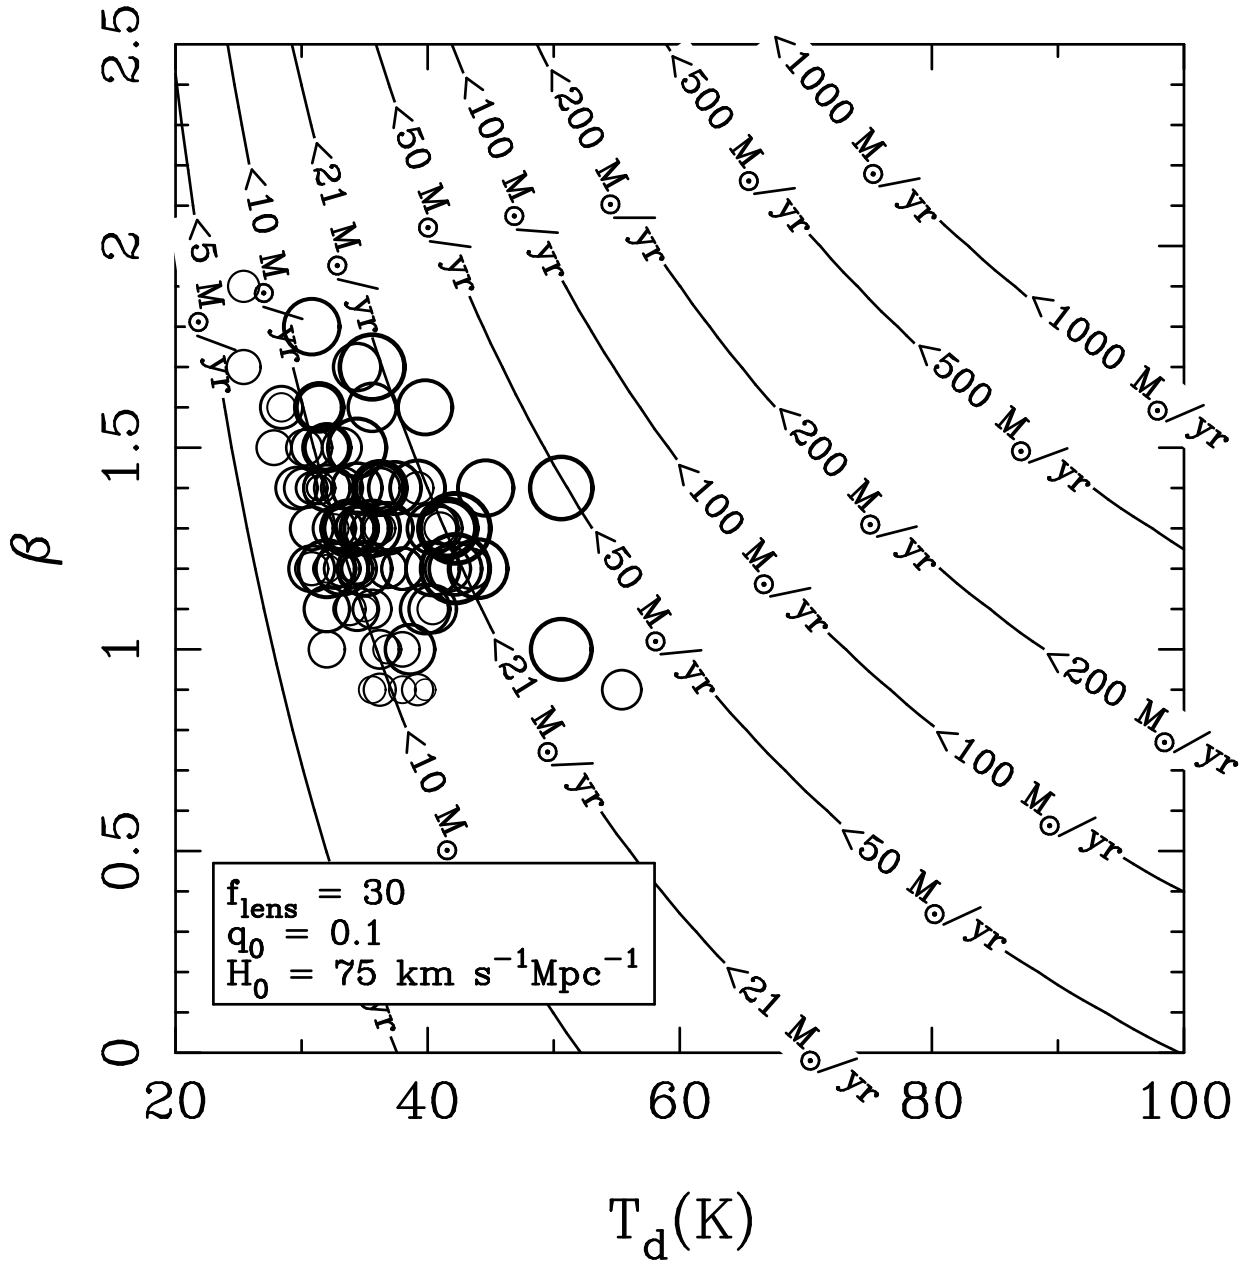 2.5
2
1.5
1
0.5
0
β
20
40
60
80
100
T_d(K)
<5 M⊙/yr
<10 M⊙/yr
<21 M⊙/yr
<50 M⊙/yr
<100 M⊙/yr
<200 M⊙/yr
<500 M⊙/yr
<1000 M⊙/yr
<1000 M⊙/yr
<500 M⊙/yr
<200 M⊙/yr
<100 M⊙/yr
<50 M⊙/yr
<21 M⊙/yr
<10 M⊙
<200 M⊙/yr
<100 M⊙/yr
<50 M⊙/yr
<21 M⊙/yr
f_lens = 30
q_0 = 0.1
H_0 = 75 km s^−1Mpc^−1
yr